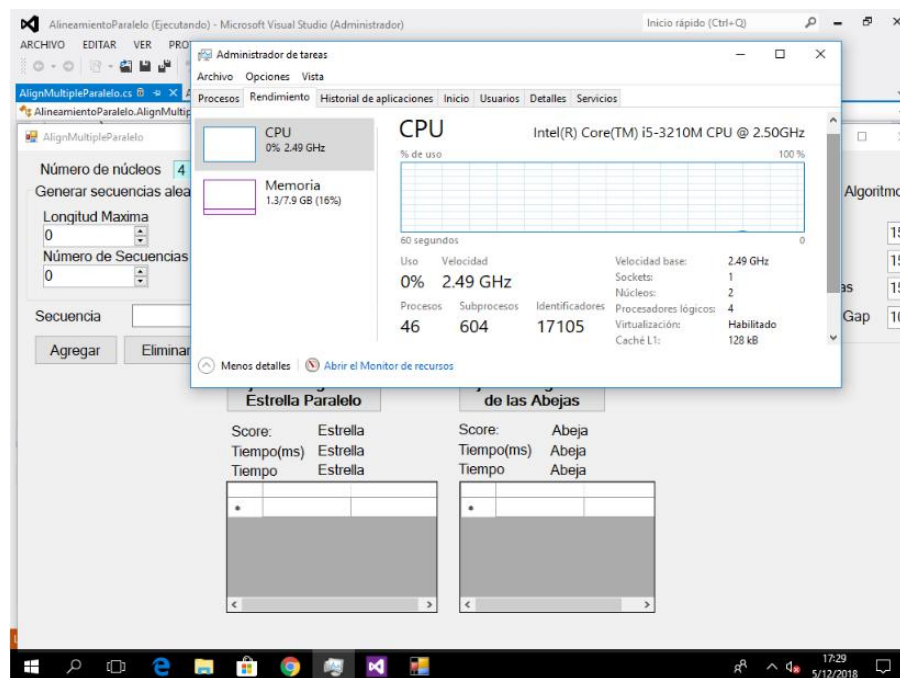 AlineamientoParalelo (Ejecutando) - Microsoft Visual Studio (Administrador)
Inicio rápido (Ctrl+Q)
ARCHIVO EDITAR VER PRO
AlignMultipleParalelo.cs
AlineamientoParalelo.AlignMultip
AlignMultipleParalelo
Número de núcleos 4
Generar secuencias alea
Longitud Maxima
0
Número de Secuencias
0
Secuencia
Agregar Eliminar
Administrador de tareas
Archivo Opciones Vista
Procesos Rendimiento Historial de aplicaciones Inicio Usuarios Detalles Servicios
CPU
0% 2.49 GHz
Memoria
1.3/7.9 GB (16%)
CPU Intel(R) Core(TM) i5-3210M CPU @ 2.50GHz
% de uso 100 %
60 segundos 0
Uso Velocidad
0% 2.49 GHz
Procesos Subprocesos Identificadores
46 604 17105
Velocidad base: 2.49 GHz
Sockets: 1
Núcleos: 2
Procesadores lógicos: 4
Virtualización: Habilitado
Caché L1: 128 kB
Menos detalles Abrir el Monitor de recursos
Algoritmo
15
15
as 15
Gap 10
Estrella Paralelo
de las Abejas
Score: Estrella
Tiempo(ms) Estrella
Tiempo Estrella
Score: Abeja
Tiempo(ms) Abeja
Tiempo Abeja
17:29
5/12/2018